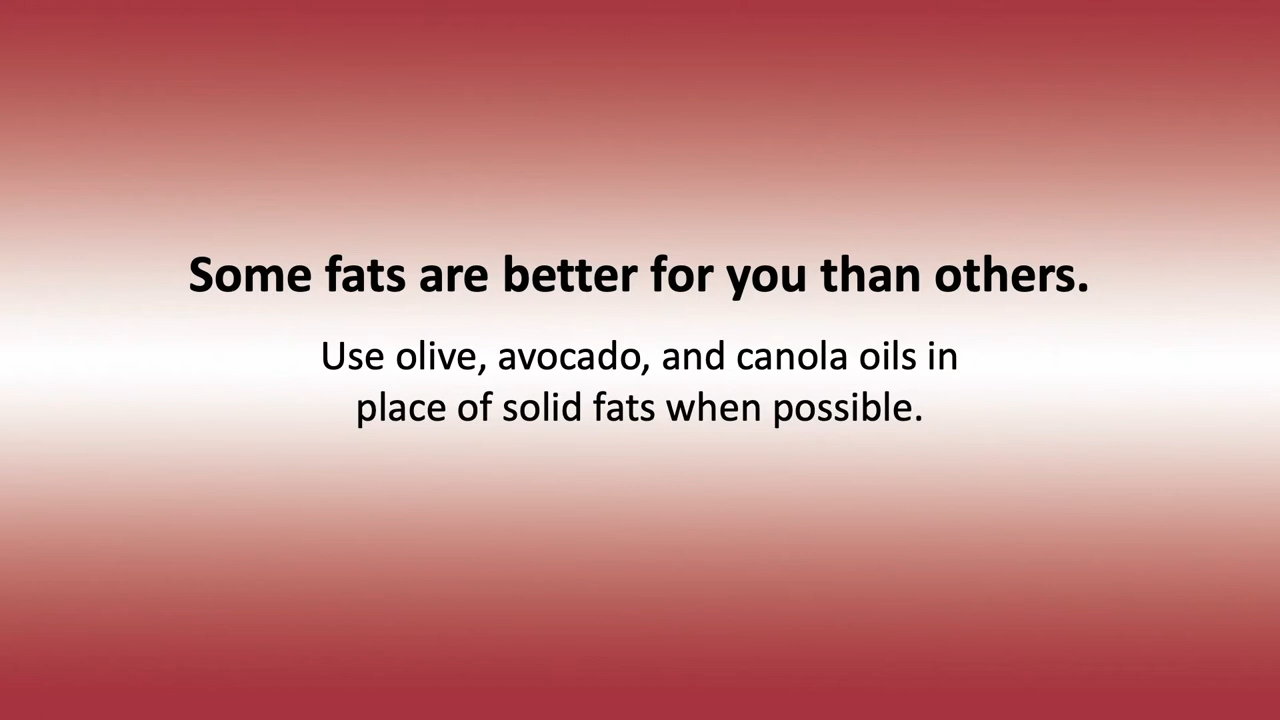 Some fats are better for you than others.
Use olive, avocado, and canola oils in
place of solid fats when possible.